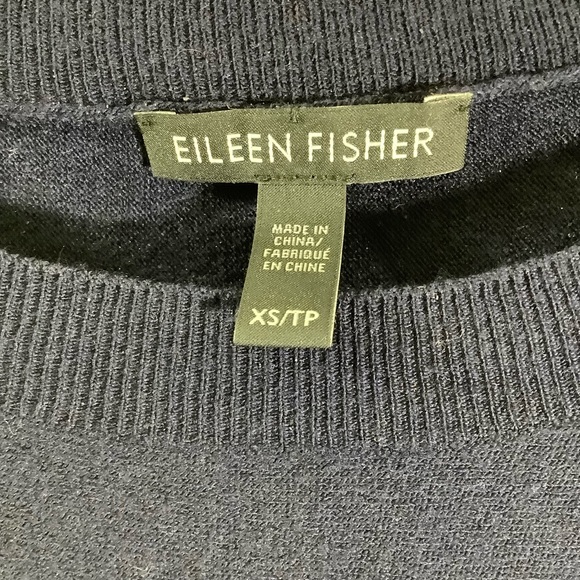 EILEEN FISHER
MADE IN
CHINA/
FABRIQUÉ
EN CHINE
XS/TP